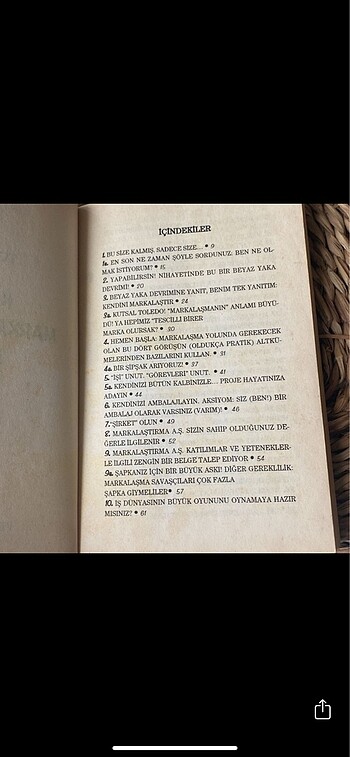 İÇİNDEKİLER
1. BU SİZE KALMIŞ. SADECE SİZE... • 9
1a. EN SON NE ZAMAN ŞÖYLE SORDUNUZ: BEN NE OL-
MAK İSTİYORUM? • 15
2. YAPABİLİRSİN! NİHAYETİNDE BU BİR BEYAZ YAKA
DEVRİMİ! • 20
3. BEYAZ YAKA DEVRİMİNE YANIT, BENİM TEK YANITIM:
KENDİNİ MARKALAŞTIR • 24
3a. KUTSAL TOLEDO! "MARKALAŞMANIN" ANLAMI BÜYÜ-
DÜ! YA HEPİMİZ "TESCİLLİ BİRER
MARKA OLURSAK? • 30
4. HEMEN BAŞLA: MARKALAŞMA YOLUNDA GEREKECEK
OLAN BU DÖRT GÖRÜŞÜN (OLDUKÇA PRATİK) ALTKÜ-
MELERİNDEN BAZILARINI KULLAN. • 31
4a. BİR ŞIPŞAK ARIYORUZ! • 37
5. "İŞİ" UNUT. "GÖREVLERİ" UNUT. • 41
5a. KENDİNİZİ BÜTÜN KALBİNİZLE... PROJE HAYATINIZA
ADAYIN • 44
6. KENDİNİZİ AMBALAJLAYIN. AKSİYOM: SİZ (BEN!) BİR
AMBALAJ OLARAK VARSINIZ (VARIM)! • 46
7. "ŞİRKET" OLUN • 49
8. MARKALAŞTIRMA A.Ş. SİZİN SAHİP OLDUĞUNUZ DE-
ĞERLE İLGİLENİR • 52
9. MARKALAŞTIRMA A.Ş. KATILIMLAR VE YETENEKLER-
LE İLGİLİ ZENGİN BİR BELGE TALEP EDİYOR • 54
9a. ŞAPKANIZ İÇİN BİR BÜYÜK ASKI! DİĞER GEREKLİLİK:
MARKALAŞMA SAVAŞÇILARI ÇOK FAZLA
ŞAPKA GİYMELİLER • 57
10. İŞ DÜNYASININ BÜYÜK OYUNUNU OYNAMAYA HAZIR
MISINIZ? • 61